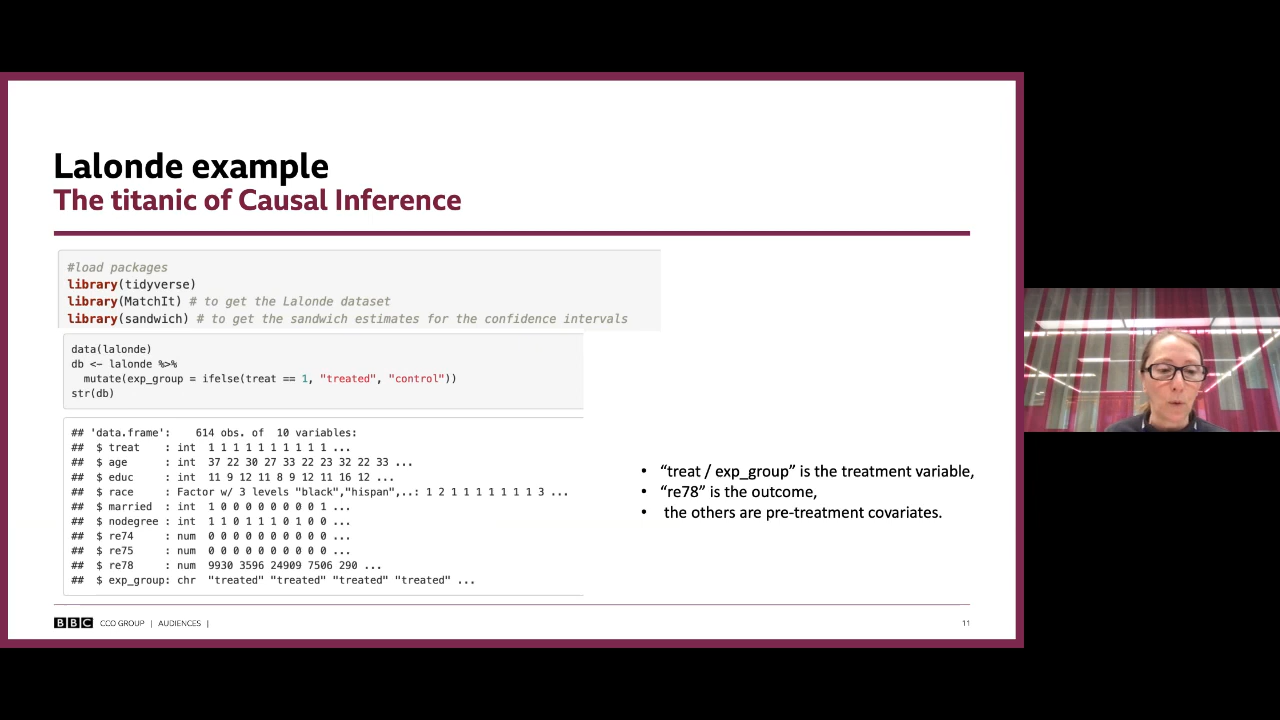 Lalonde example
The titanic of Causal Inference
#load packages
library(tidyverse)
library(MatchIt) # to get the Lalonde dataset
library(sandwich) # to get the sandwich estimates for the confidence intervals
data(lalonde)
db <- lalonde %>%
  mutate(exp_group = ifelse(treat == 1, "treated", "control"))
str(db)
## 'data.frame':    614 obs. of  10 variables:
##  $ treat    : int  1 1 1 1 1 1 1 1 1 1 ...
##  $ age      : int  37 22 30 27 33 22 23 32 22 33 ...
##  $ educ     : int  11 9 12 11 8 9 12 11 16 12 ...
##  $ race     : Factor w/ 3 levels "black","hispan",..: 1 2 1 1 1 1 1 1 1 3 ...
##  $ married  : int  1 0 0 0 0 0 0 0 0 1 ...
##  $ nodegree : int  1 1 0 1 1 1 0 1 0 0 ...
##  $ re74     : num  0 0 0 0 0 0 0 0 0 0 ...
##  $ re75     : num  0 0 0 0 0 0 0 0 0 0 ...
##  $ re78     : num  9930 3596 24909 7506 290 ...
##  $ exp_group: chr  "treated" "treated" "treated" "treated" ...
• “treat / exp_group” is the treatment variable,
• “re78” is the outcome,
• the others are pre-treatment covariates.
BBC CCO GROUP | AUDIENCES |
11